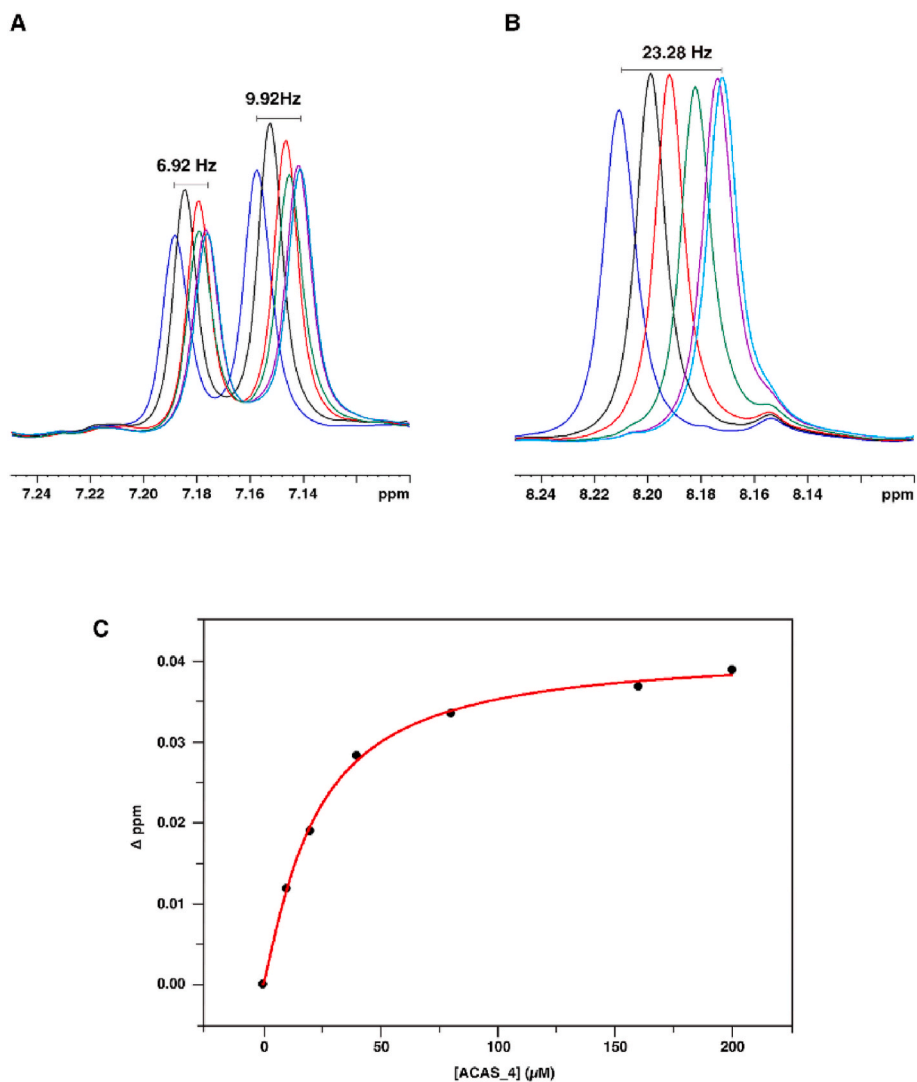 A
B
23.28 Hz
9.92Hz
6.92 Hz
7.24 7.22 7.20 7.18 7.16 7.14 ppm
8.24 8.22 8.20 8.18 8.16 8.14 ppm
C
0.04
0.03
0.02
0.01
0.00
Δ ppm
0 50 100 150 200
[ACAS_4] (μM)